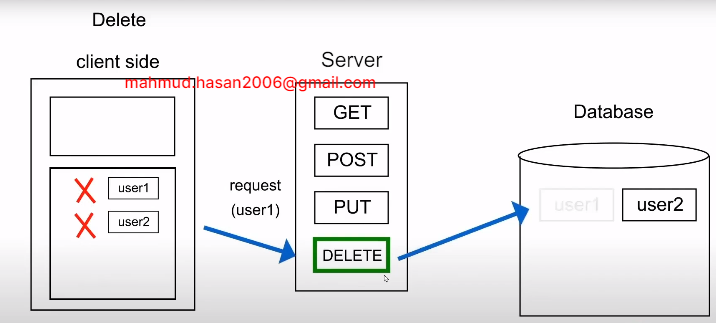 Delete
client side
Server
mahmud.hasan2006@gmail.com
GET
Database
POST
user1
request
user2
(user1)
PUT
user1
user2
DELETE